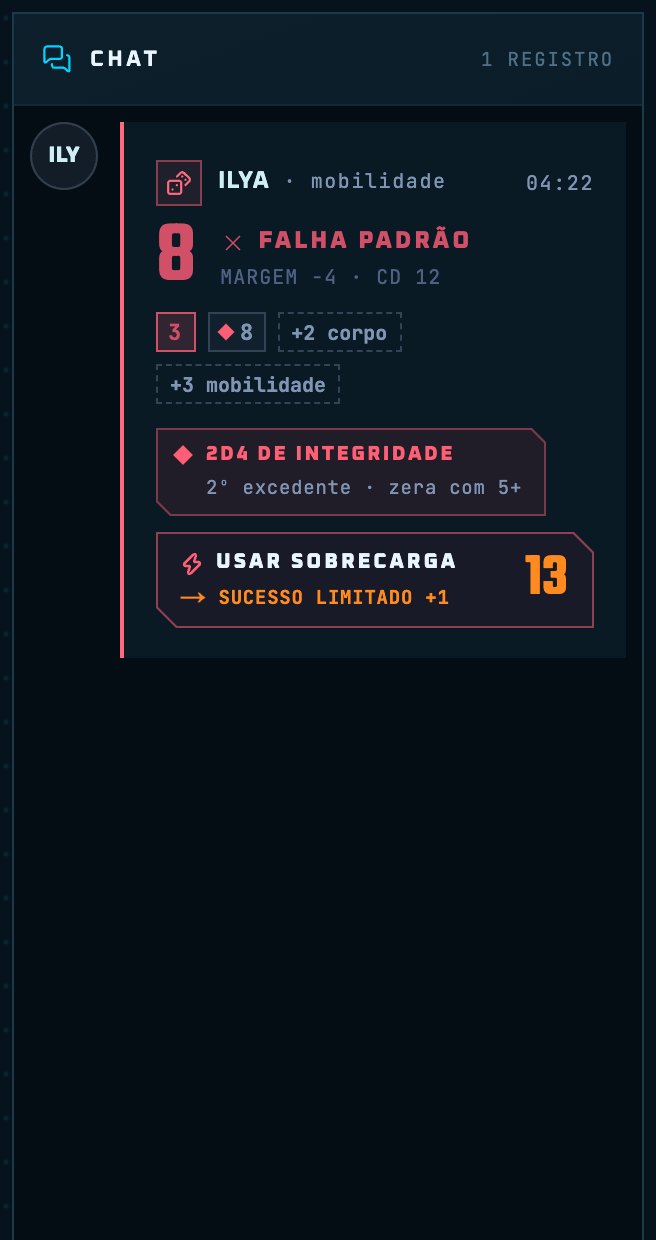 CHAT
1 REGISTRO
ILY
ILYA · mobilidade
04:22
8
× FALHA PADRÃO
MARGEM -4 · CD 12
3
8
+2 corpo
+3 mobilidade
2D4 DE INTEGRIDADE
2° excedente · zera com 5+
USAR SOBRECARGA
→ SUCESSO LIMITADO +1
13